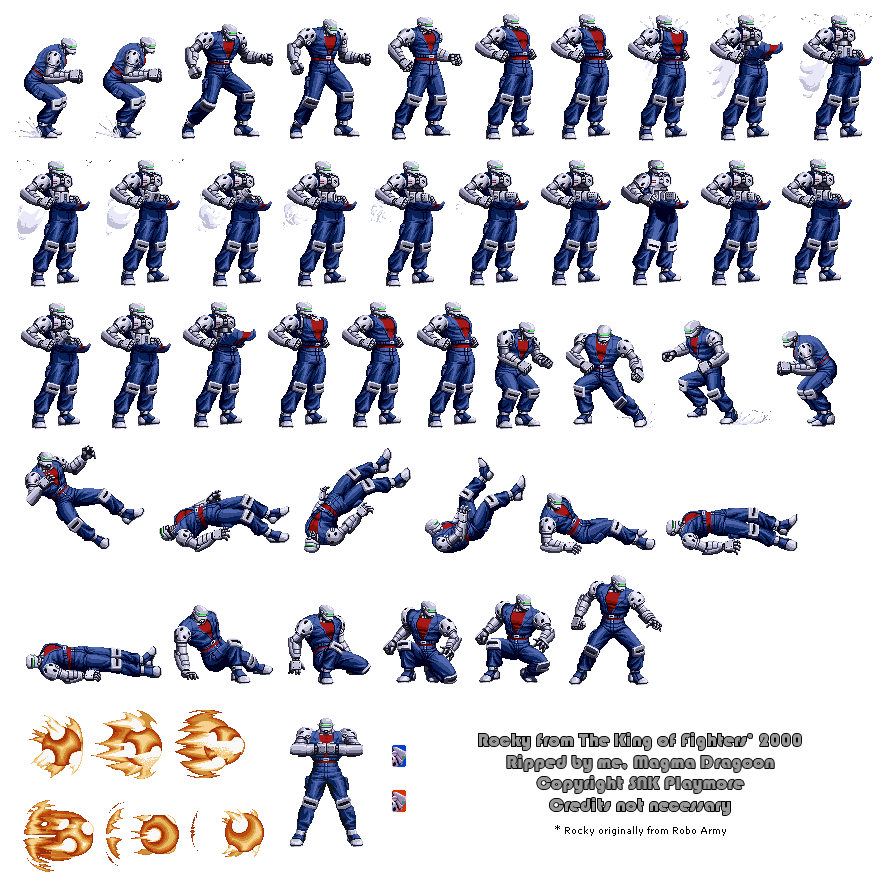 Rocky from The King of Fighters' 2000
Ripped by me, Magma Dragoon
Copyright SNK Playmore
Credits not necessary
* Rocky originally from Robo Army